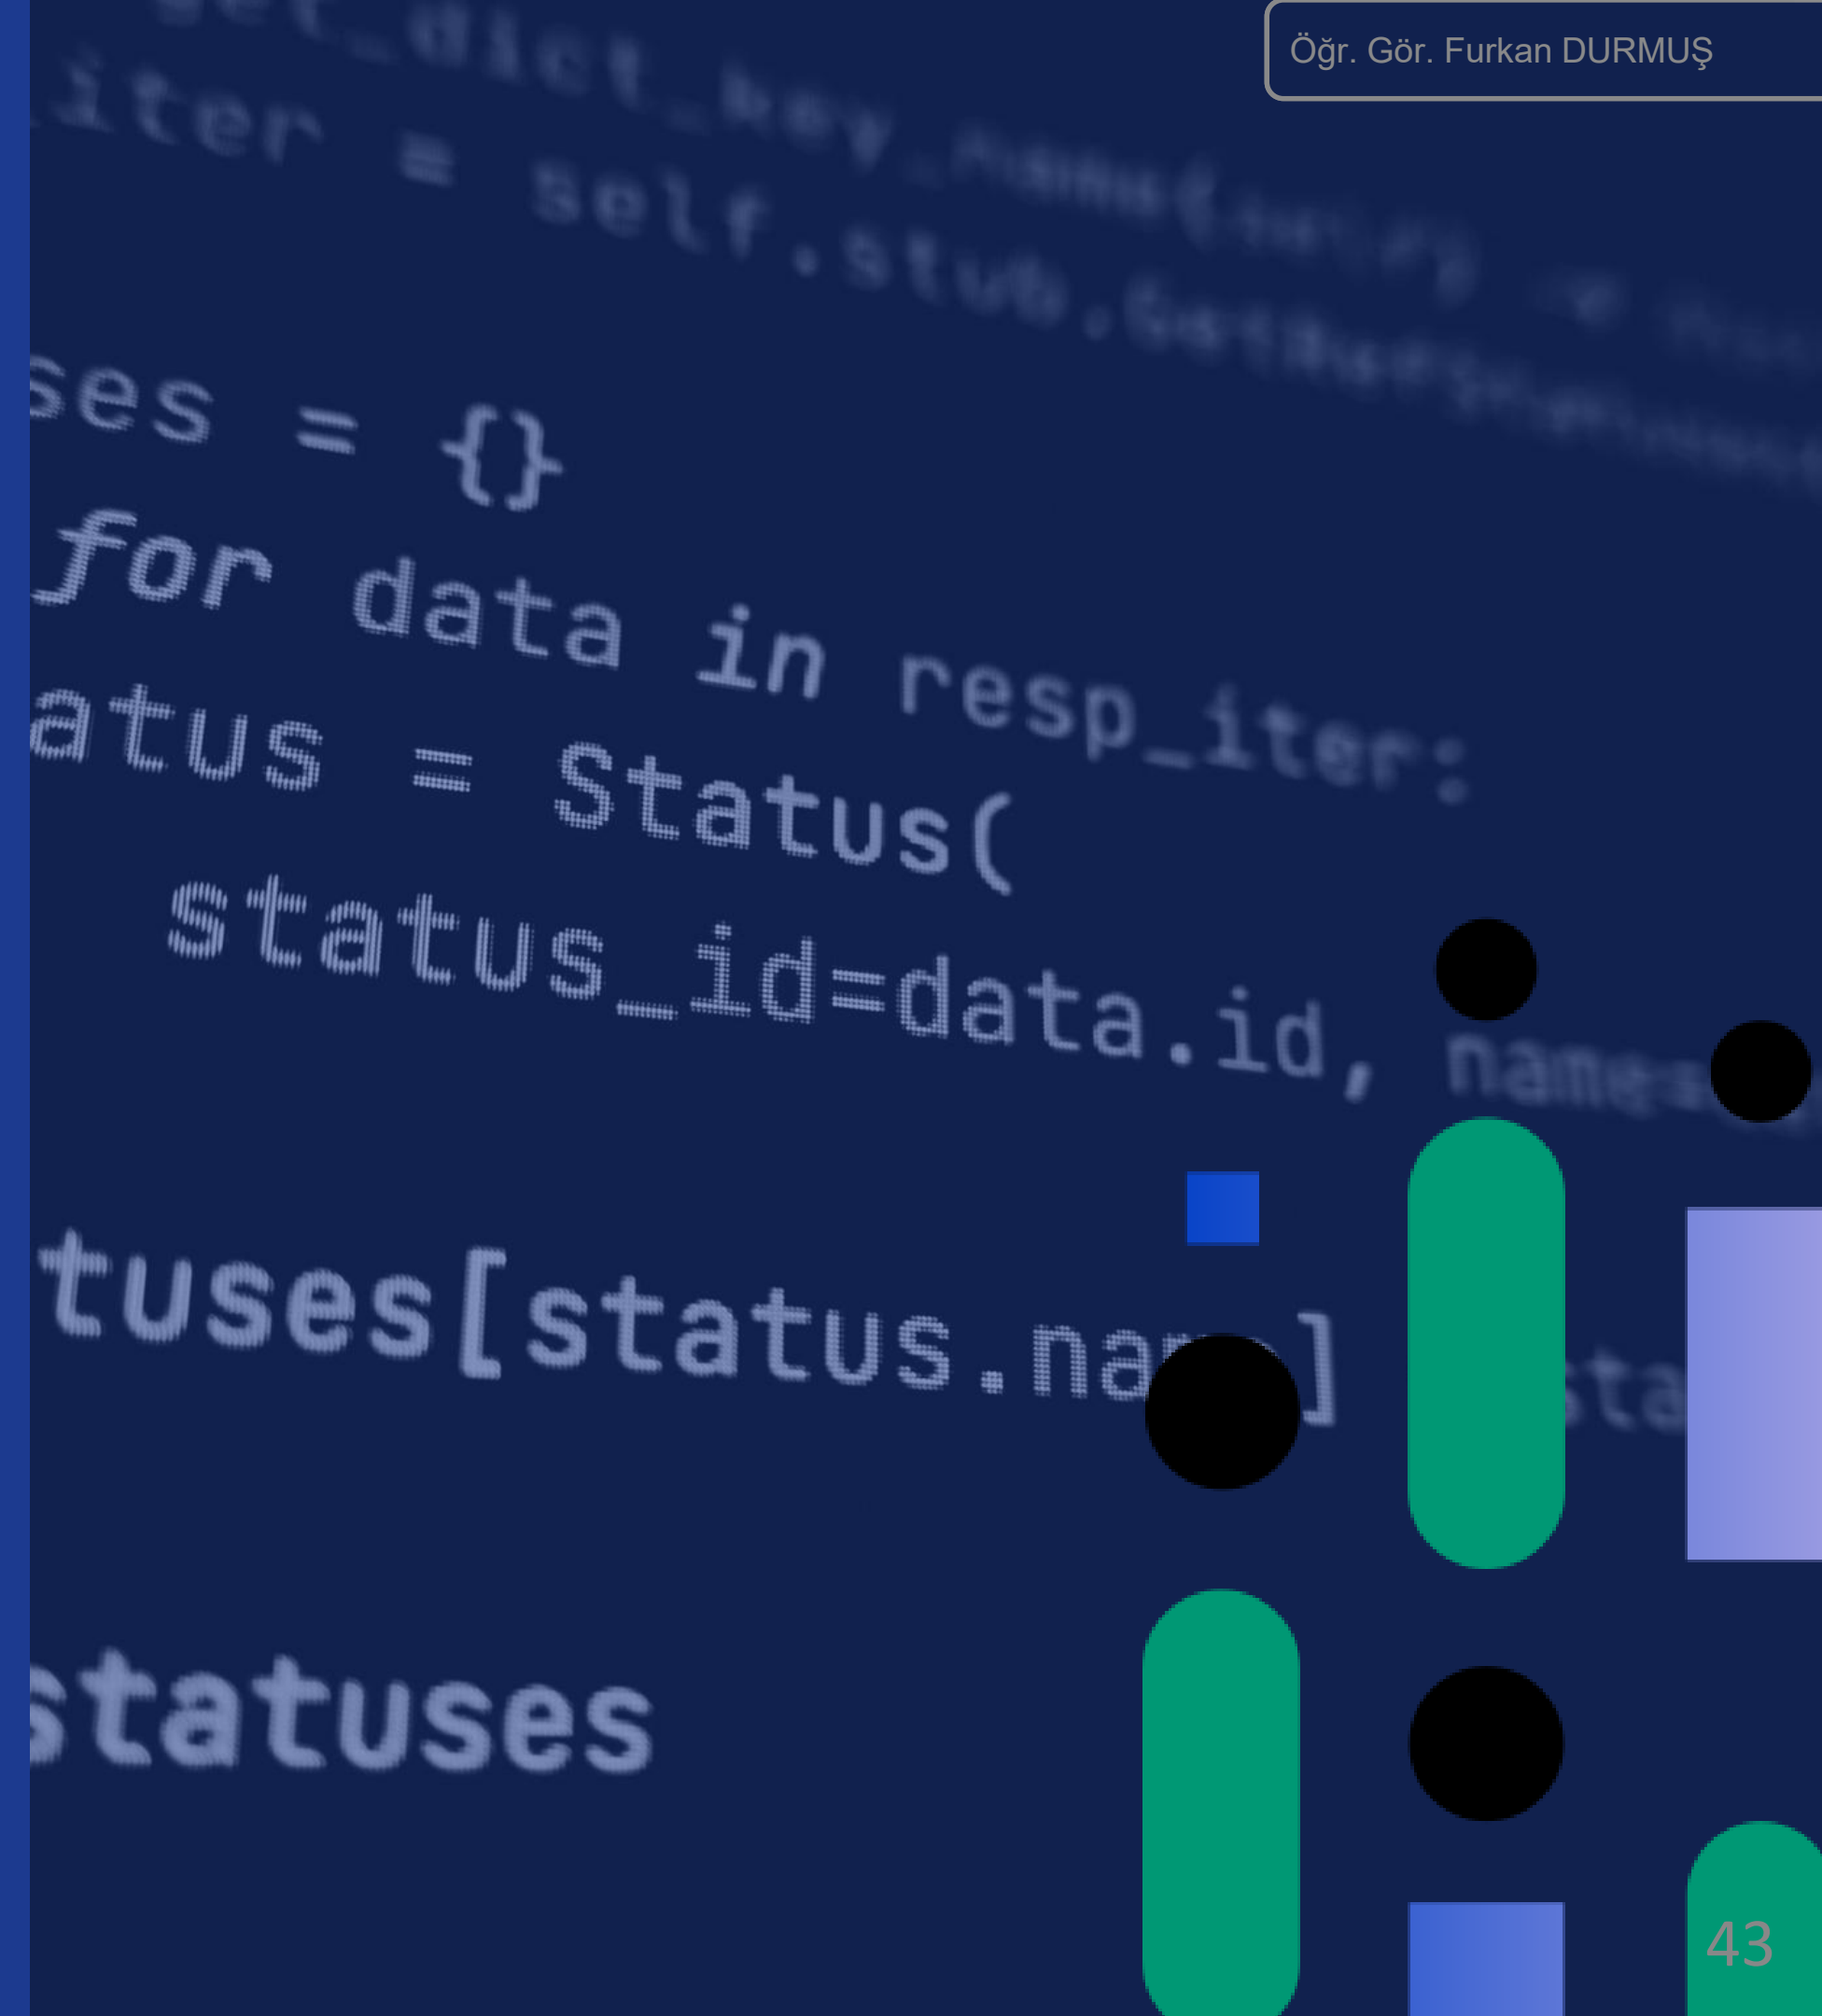 Öğr. Gör. Furkan DURMUŞ
iter = self.stub.
ses = {}
for data in resp_iter:
atus = Status(
status_id=data.id,
tuses[status.na ]
sta
statuses
43